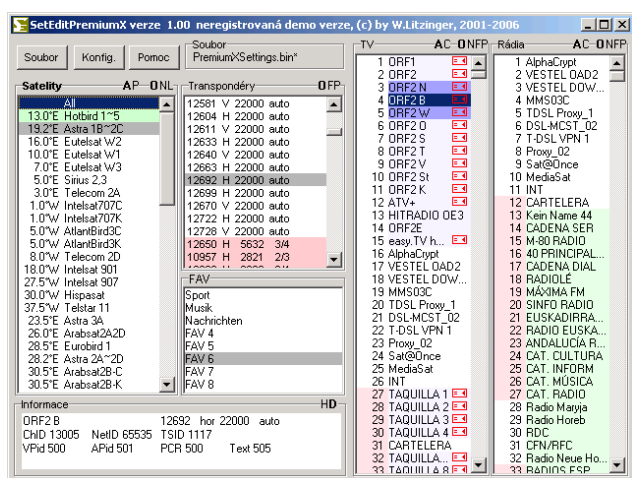 SetEditPremiumX verze 1.00 neregistrovaná demo verze, (c) by W.Litzinger, 2001-2006
Soubor
Konfig.
Pomoc
Soubor
PremiumXSettings.bin*
Satelity AP ONL
All
13.0°E Hotbird 1~5
19.2°E Astra 1B~2C
16.0°E Eutelsat W2
10.0°E Eutelsat W1
7.0°E Eutelsat W3
5.0°E Sirius 2,3
3.0°E Telecom 2A
1.0°W Intelsat707C
1.0°W Intelsat707K
5.0°W AtlantBird3C
5.0°W AtlantBird3K
8.0°W Telecom 2D
18.0°W Intelsat 901
27.5°W Intelsat 907
30.0°W Hispasat
37.5°W Telstar 11
23.5°E Astra 3A
26.0°E Arabsat2A2D
28.5°E Eurobird 1
28.2°E Astra 2A~2D
30.5°E Arabsat2B-C
30.5°E Arabsat2B-K
Transpondéry OFP
12581 V 22000 auto
12604 H 22000 auto
12611 V 22000 auto
12633 H 22000 auto
12640 V 22000 auto
12663 H 22000 auto
12692 H 22000 auto
12699 H 22000 auto
12670 V 22000 auto
12722 H 22000 auto
12728 V 22000 auto
12650 H 5632 3/4
10957 H 2821 2/3
FAV
Sport
Musik
Nachrichten
FAV 4
FAV 5
FAV 6
FAV 7
FAV 8
Informace HD
ORF2 B 12692 hor 22000 auto
ChID 13005 NetID 65535 TSID 1117
VPid 500 APid 501 PCR 500 Text 505
TV AC ONFP
1 ORF1
2 ORF2
3 ORF2 N
4 ORF2 B
5 ORF2 W
6 ORF2 O
7 ORF2 S
8 ORF2 T
9 ORF2 V
10 ORF2 St
11 ORF2 K
12 ATV+
13 HITRADIO OE3
14 ORF2E
15 easy.TV h...
16 AlphaCrypt
17 VESTEL OAD2
18 VESTEL DOW...
19 MMS03C
20 TDSL Proxy_1
21 DSL-MCST_02
22 T-DSL VPN 1
23 Proxy_02
24 Sat@Once
25 MediaSat
26 INT
27 TAQUILLA 1
28 TAQUILLA 2
29 TAQUILLA 3
30 TAQUILLA 4
31 CARTELERA
32 TAQUILLA...
33 TAQUILLA 8
Rádia AC ONFP
1 AlphaCrypt
2 VESTEL OAD2
3 VESTEL DOW...
4 MMS03C
5 TDSL Proxy_1
6 DSL-MCST_02
7 T-DSL VPN 1
8 Proxy_02
9 Sat@Once
10 MediaSat
11 INT
12 CARTELERA
13 Kein Name 44
14 CADENA SER
15 M-80 RADIO
16 40 PRINCIPAL...
17 CADENA DIAL
18 RADIOLÉ
19 MÁXIMA FM
20 SINFO RADIO
21 EUSKADIRRA...
22 RADIO EUSKA...
23 ANDALUCÍA R...
24 CAT. CULTURA
25 CAT. INFORM
26 CAT. MÚSICA
27 CAT. RADIO
28 Radio Maryja
29 Radio Horeb
30 RDC
31 CFN/RFC
32 Radio Neue Ho...
33 RADIOS ESP